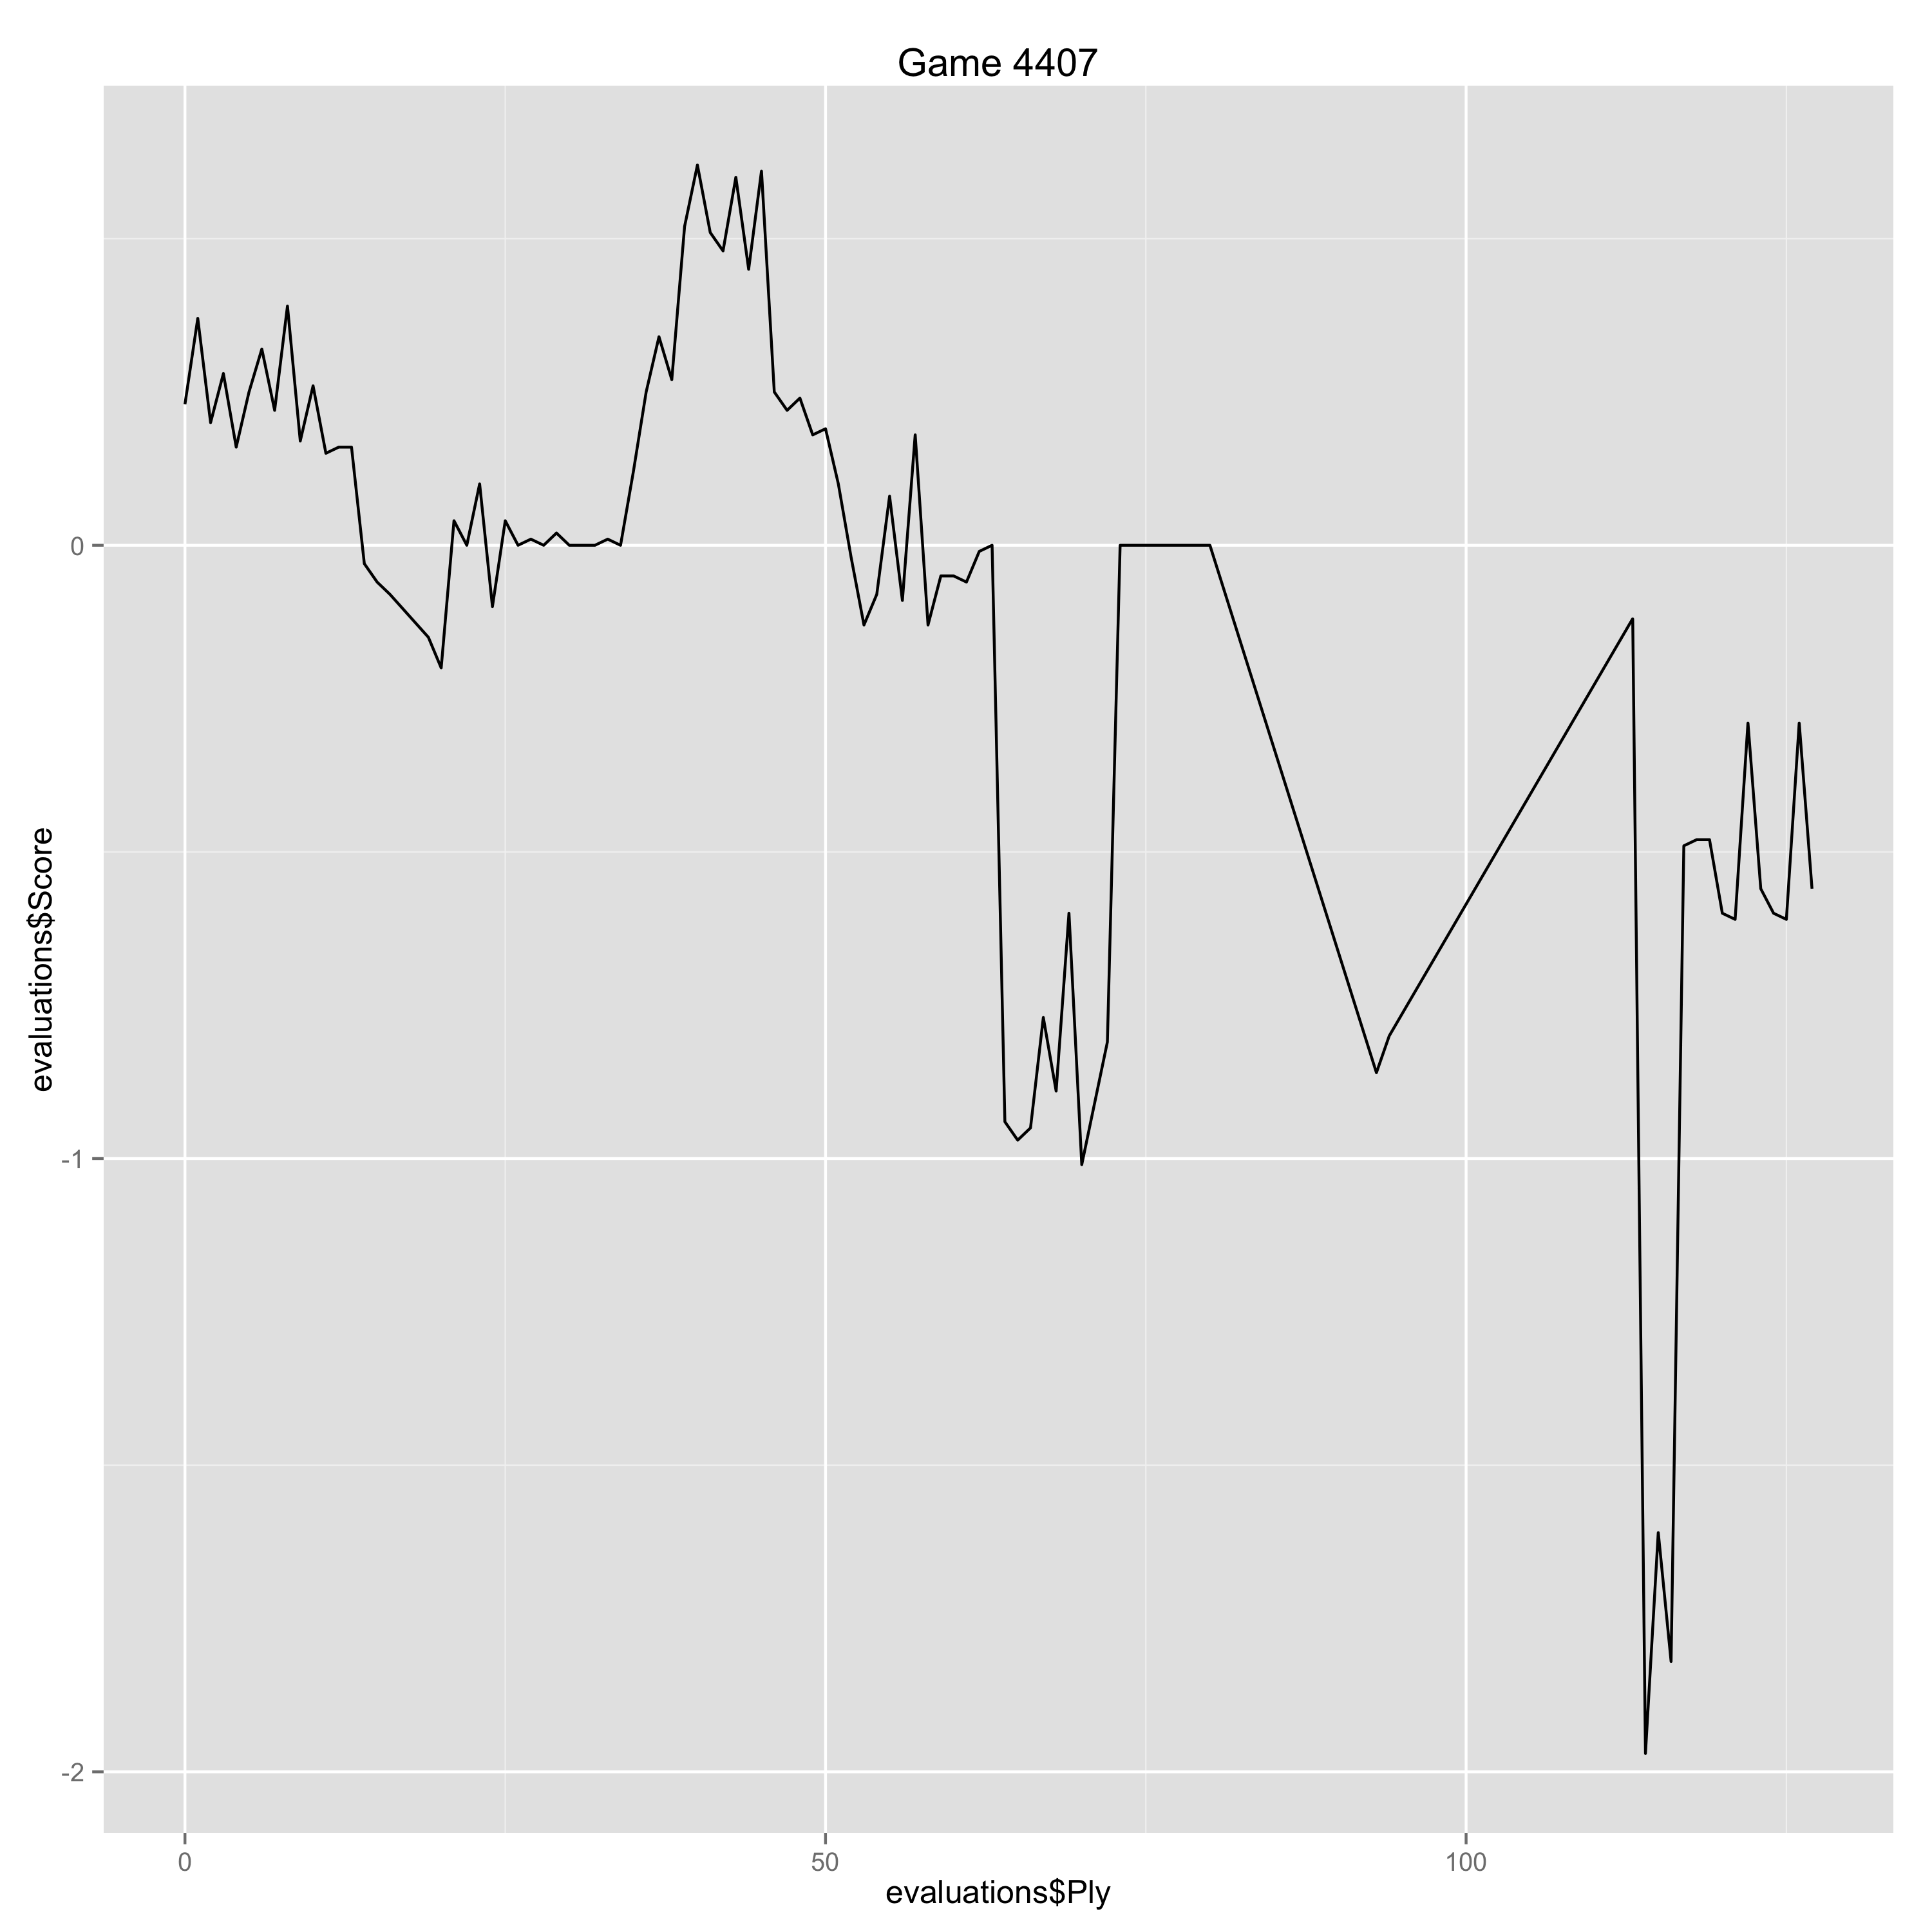 Game 4407
evaluations$Score
0
-1
-2
0 50 100
evaluations$Ply